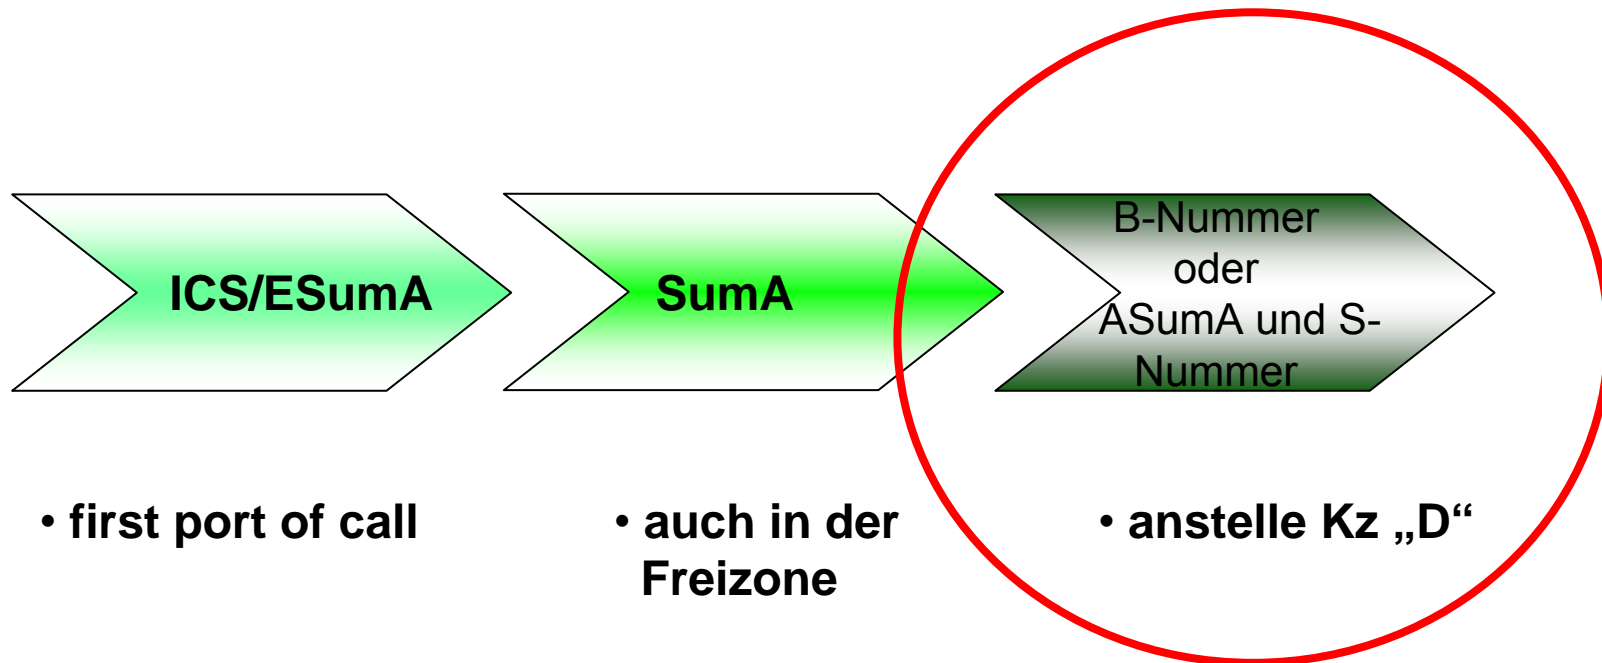 ICS/ESumA
SumA
B-Nummer
oder
ASumA und S-
Nummer
• first port of call
• auch in der
Freizone
• anstelle Kz „D“